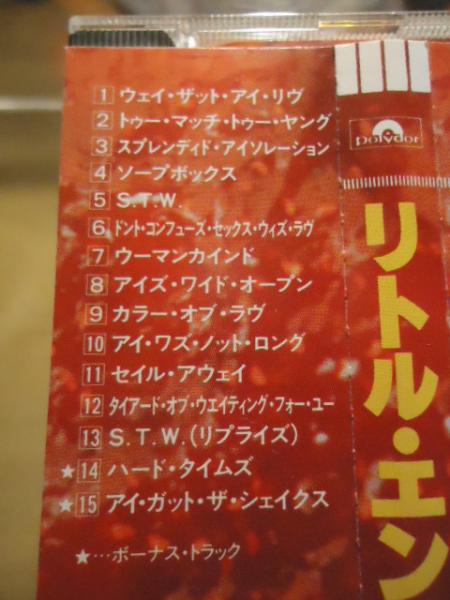 1 ウェイ・ザット・アイ・リヴ
2 トゥー・マッチ・トゥー・ヤング
3 スプレンディド・アイソレーション
4 ソープボックス
5 S.T.W.
6 ドント・コンフューズ・セックス・ウィズ・ラヴ
7 ウーマンカインド
8 アイズ・ワイド・オープン
9 カラー・オブ・ラヴ
10 アイ・ワズ・ノット・ロング
11 セイル・アウェイ
12 タイアード・オブ・ウエイティング・フォー・ユー
13 S.T.W.(リプライズ)
★14 ハード・タイムズ
★15 アイ・ガット・ザ・シェイクス
★…ボーナス・トラック
polydor
リトル・エン